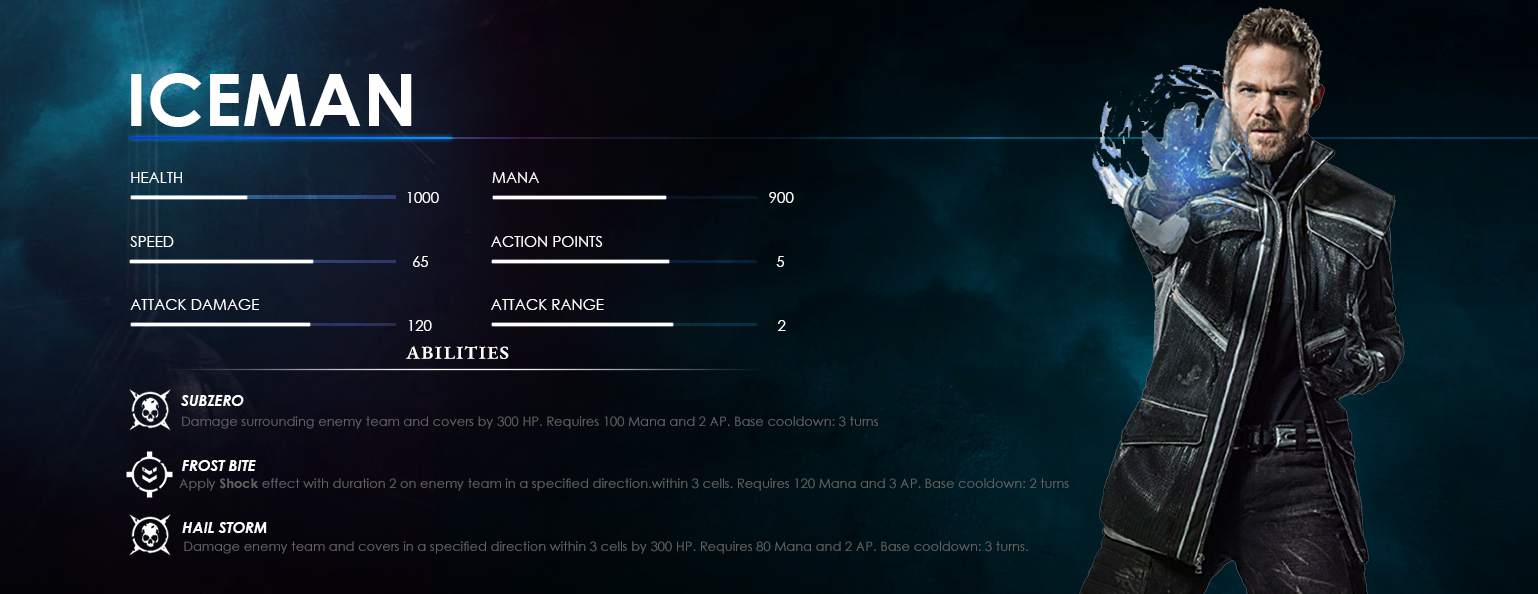 ICEMAN
HEALTH
1000
MANA
900
SPEED
65
ACTION POINTS
5
ATTACK DAMAGE
120
ATTACK RANGE
2
ABILITIES
SUBZERO
Damage surrounding enemy team and covers by 300 HP. Requires 100 Mana and 2 AP. Base cooldown: 3 turns
FROST BITE
Apply Shock effect with duration 2 on enemy team in a specified direction.within 3 cells. Requires 120 Mana and 3 AP. Base cooldown: 2 turns
HAIL STORM
Damage enemy team and covers in a specified direction within 3 cells by 300 HP. Requires 80 Mana and 2 AP. Base cooldown: 3 turns.